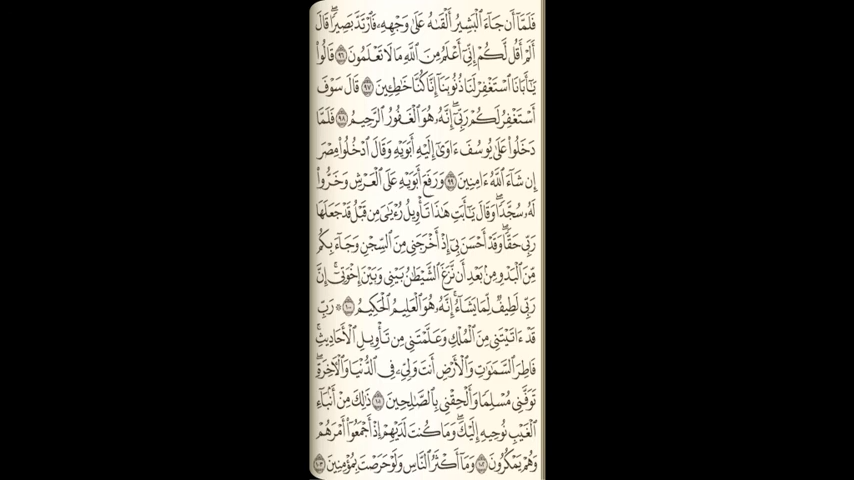 فَلَمَّآ أَن جَآءَ ٱلْبَشِيرُ أَلْقَىٰهُ عَلَىٰ وَجْهِهِۦ فَٱرْتَدَّ بَصِيرًاۖ قَالَ
أَلَمْ أَقُل لَّكُمْ إِنِّىٓ أَعْلَمُ مِنَ ٱللَّهِ مَا لَا تَعْلَمُونَ ٩٦ قَالُوا۟
يَـٰٓأَبَانَا ٱسْتَغْفِرْ لَنَا ذُنُوبَنَآ إِنَّا كُنَّا خَـٰطِـِٔينَ ٩٧ قَالَ سَوْفَ
أَسْتَغْفِرُ لَكُمْ رَبِّىٓۖ إِنَّهُۥ هُوَ ٱلْغَفُورُ ٱلرَّحِيمُ ٩٨ فَلَمَّا
دَخَلُوا۟ عَلَىٰ يُوسُفَ ءَاوَىٰٓ إِلَيْهِ أَبَوَيْهِ وَقَالَ ٱدْخُلُوا۟ مِصْرَ
إِن شَآءَ ٱللَّهُ ءَامِنِينَ ٩٩ وَرَفَعَ أَبَوَيْهِ عَلَى ٱلْعَرْشِ وَخَرُّوا۟
لَهُۥ سُجَّدًاۖ وَقَالَ يَـٰٓأَبَتِ هَـٰذَا تَأْوِيلُ رُءْيَـٰىَ مِن قَبْلُ قَدْ جَعَلَهَا
رَبِّى حَقًّاۖ وَقَدْ أَحْسَنَ بِىٓ إِذْ أَخْرَجَنِى مِنَ ٱلسِّجْنِ وَجَآءَ بِكُم
مِّنَ ٱلْبَدْوِ مِنۢ بَعْدِ أَن نَّزَغَ ٱلشَّيْطَـٰنُ بَيْنِى وَبَيْنَ إِخْوَتِىٓۚ إِنَّ
رَبِّى لَطِيفٌ لِّمَا يَشَآءُۚ إِنَّهُۥ هُوَ ٱلْعَلِيمُ ٱلْحَكِيمُ ١٠٠ ۞ رَبِّ
قَدْ ءَاتَيْتَنِى مِنَ ٱلْمُلْكِ وَعَلَّمْتَنِى مِن تَأْوِيلِ ٱلْأَحَادِيثِۚ
فَاطِرَ ٱلسَّمَـٰوَٰتِ وَٱلْأَرْضِ أَنتَ وَلِىِّۦ فِى ٱلدُّنْيَا وَٱلْـَٔاخِرَةِۖ
تَوَفَّنِى مُسْلِمًا وَأَلْحِقْنِى بِٱلصَّـٰلِحِينَ ١٠١ ذَٰلِكَ مِنْ أَنۢبَآءِ
ٱلْغَيْبِ نُوحِيهِ إِلَيْكَۖ وَمَا كُنتَ لَدَيْهِمْ إِذْ أَجْمَعُوٓا۟ أَمْرَهُمْ
وَهُمْ يَمْكُرُونَ ١٠٢ وَمَآ أَكْثَرُ ٱلنَّاسِ وَلَوْ حَرَصْتَ بِمُؤْمِنِينَ ١٠٣